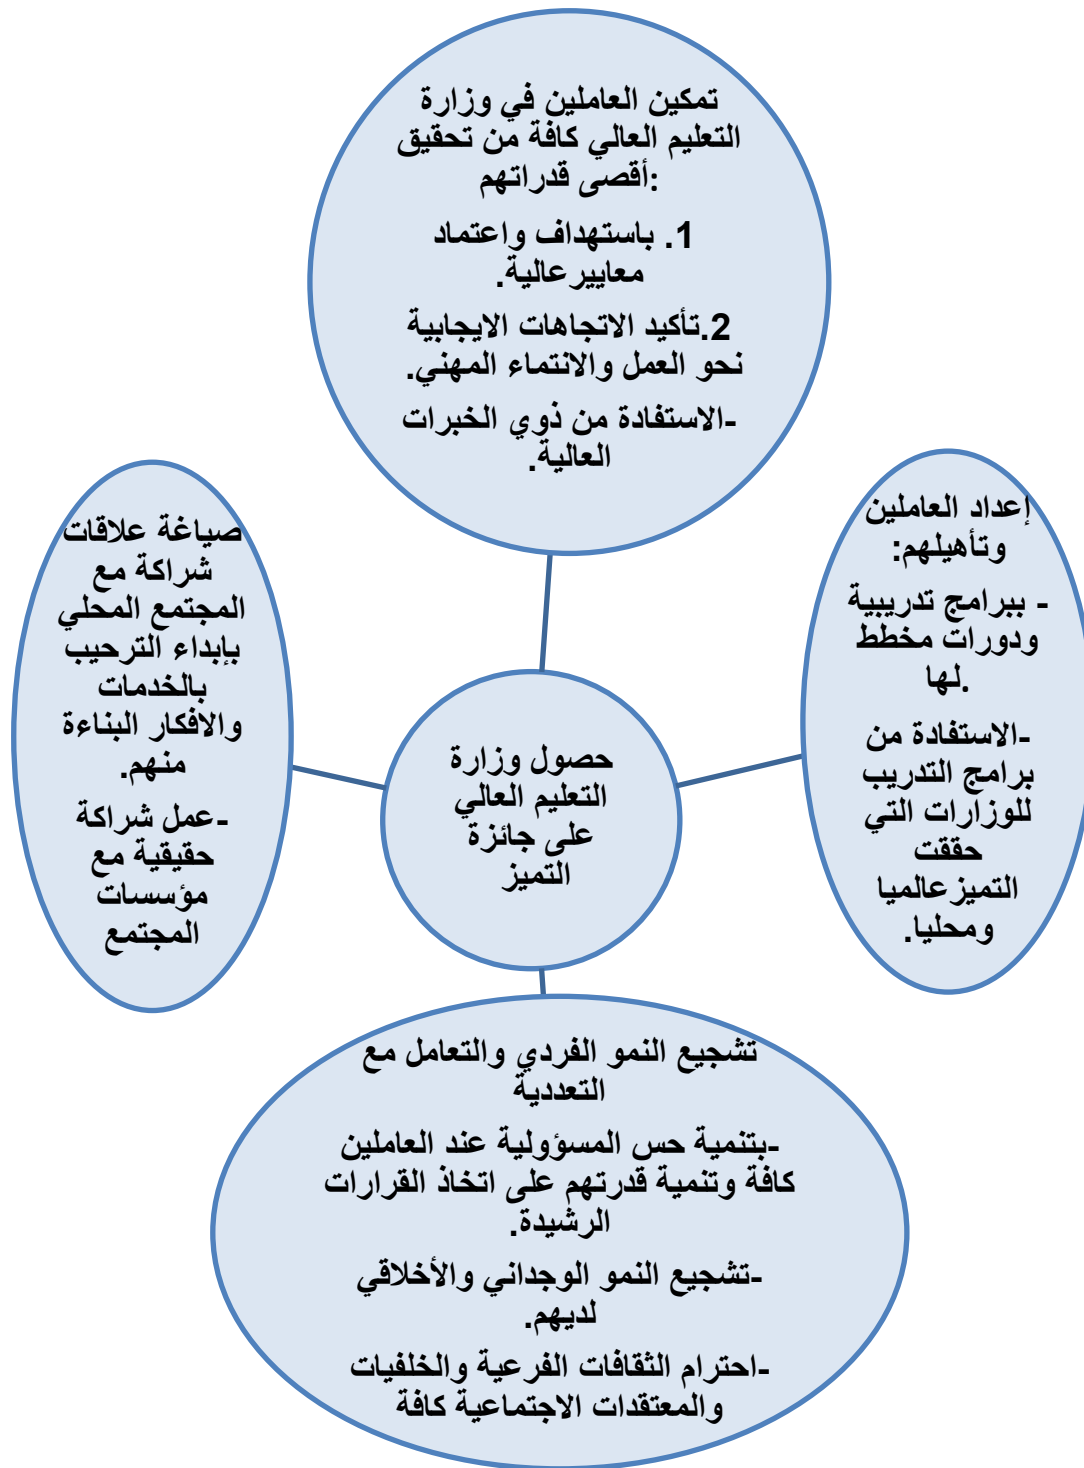 تمكين العاملين في وزارة
التعليم العالي كافة من تحقيق
أقصى قدراتهم:
1. باستهداف واعتماد
معاييرعالية.
2.تأكيد الاتجاهات الايجابية
نحو العمل والانتماء المهني.
-الاستفادة من ذوي الخبرات
العالية.
إعداد العاملين
وتأهيلهم:
- ببرامج تدريبية
ودورات مخطط
لها.
-الاستفادة من
برامج التدريب
للوزارات التي
حققت
التميزعالميا
ومحليا.
صياغة علاقات
شراكة مع
المجتمع المحلي
بإبداء الترحيب
بالخدمات
والافكار البناءة
منهم.
-عمل شراكة
حقيقية مع
مؤسسات
المجتمع
حصول وزارة
التعليم العالي
على جائزة
التميز
تشجيع النمو الفردي والتعامل مع
التعددية
-بتنمية حس المسؤولية عند العاملين
كافة وتنمية قدرتهم على اتخاذ القرارات
الرشيدة.
-تشجيع النمو الوجداني والأخلاقي
لديهم.
-احترام الثقافات الفرعية والخلفيات
والمعتقدات الاجتماعية كافة